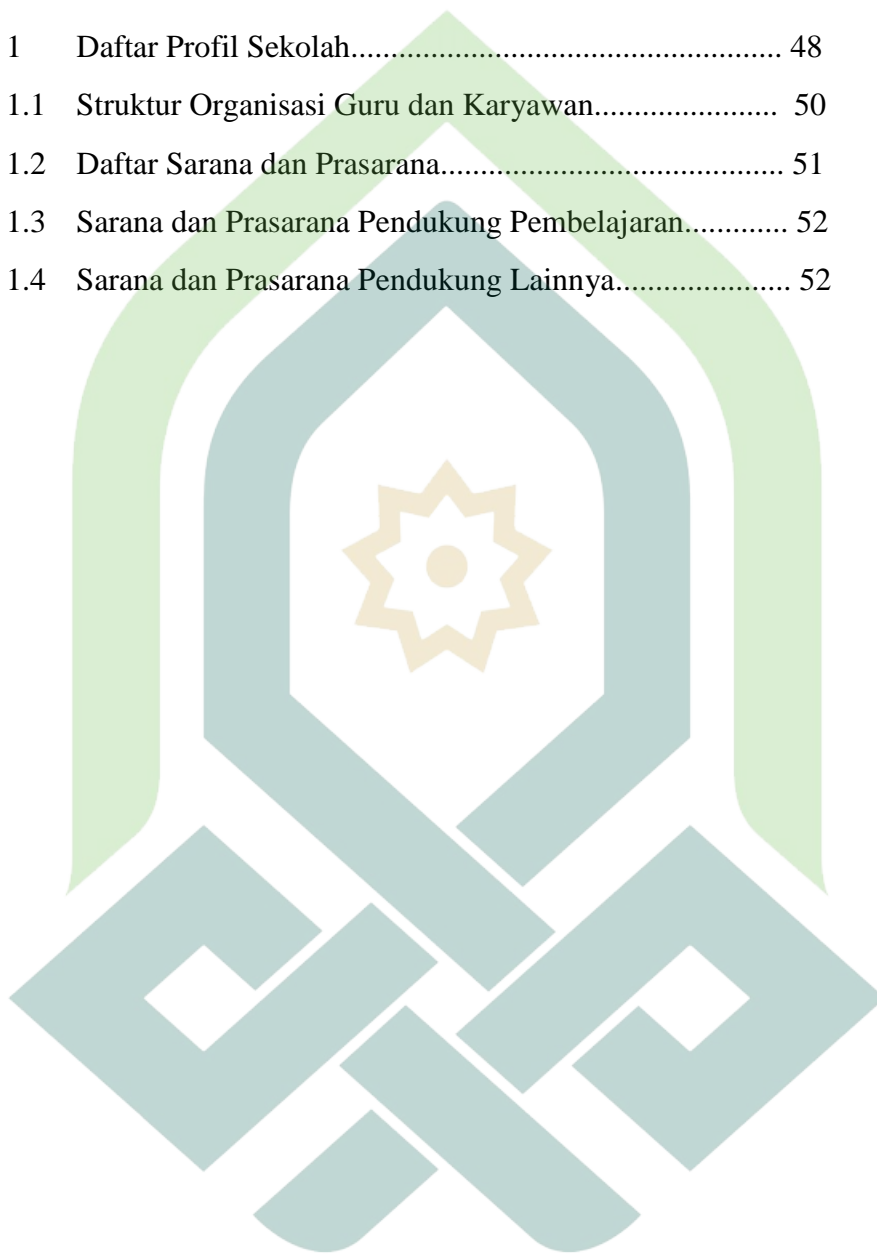 1 Daftar Profil Sekolah..................................................... 48
1.1 Struktur Organisasi Guru dan Karyawan....................... 50
1.2 Daftar Sarana dan Prasarana........................................... 51
1.3 Sarana dan Prasarana Pendukung Pembelajaran............. 52
1.4 Sarana dan Prasarana Pendukung Lainnya...................... 52